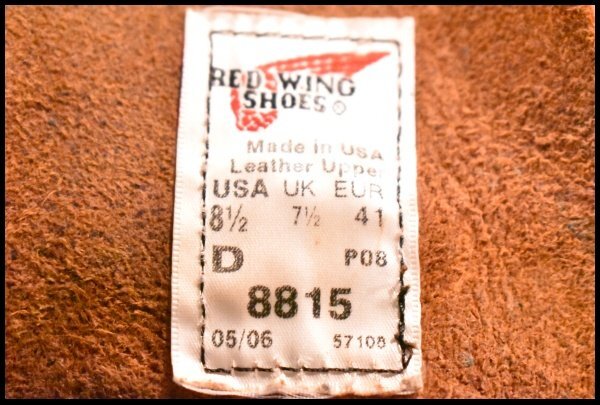 RED WING
SHOES®
Made in USA
Leather Upper
USA UK EUR
8½ 7½ 41
D P08
8815
05/06 57108